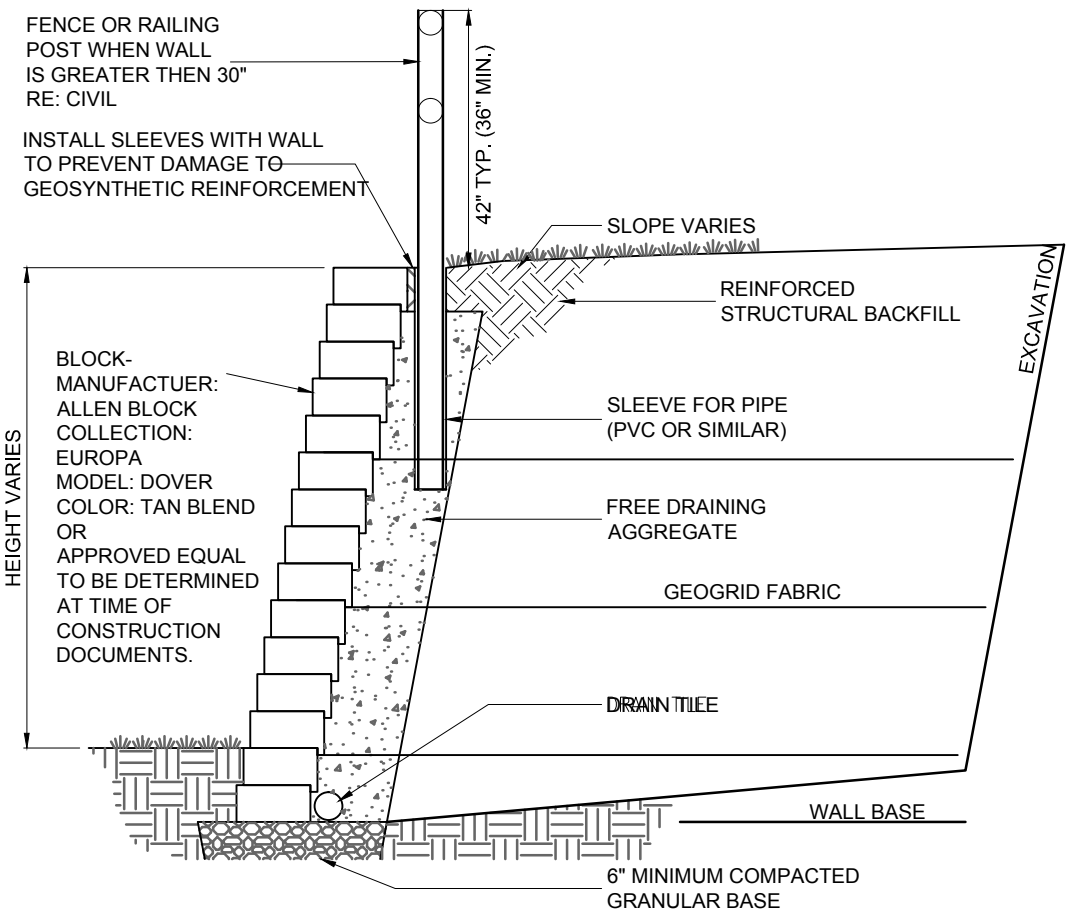 FENCE OR RAILING
POST WHEN WALL
IS GREATER THEN 30"
RE: CIVIL
INSTALL SLEEVES WITH WALL
TO PREVENT DAMAGE TO
GEOSYNTHETIC REINFORCEMENT
42" TYP. (36" MIN.)
SLOPE VARIES
REINFORCED
STRUCTURAL BACKFILL
EXCAVATION
HEIGHT VARIES
BLOCK-
MANUFACTUER:
ALLEN BLOCK
COLLECTION:
EUROPA
MODEL: DOVER
COLOR: TAN BLEND
OR
APPROVED EQUAL
TO BE DETERMINED
AT TIME OF
CONSTRUCTION
DOCUMENTS.
SLEEVE FOR PIPE
(PVC OR SIMILAR)
FREE DRAINING
AGGREGATE
GEOGRID FABRIC
DRAIN TILE
WALL BASE
6" MINIMUM COMPACTED
GRANULAR BASE